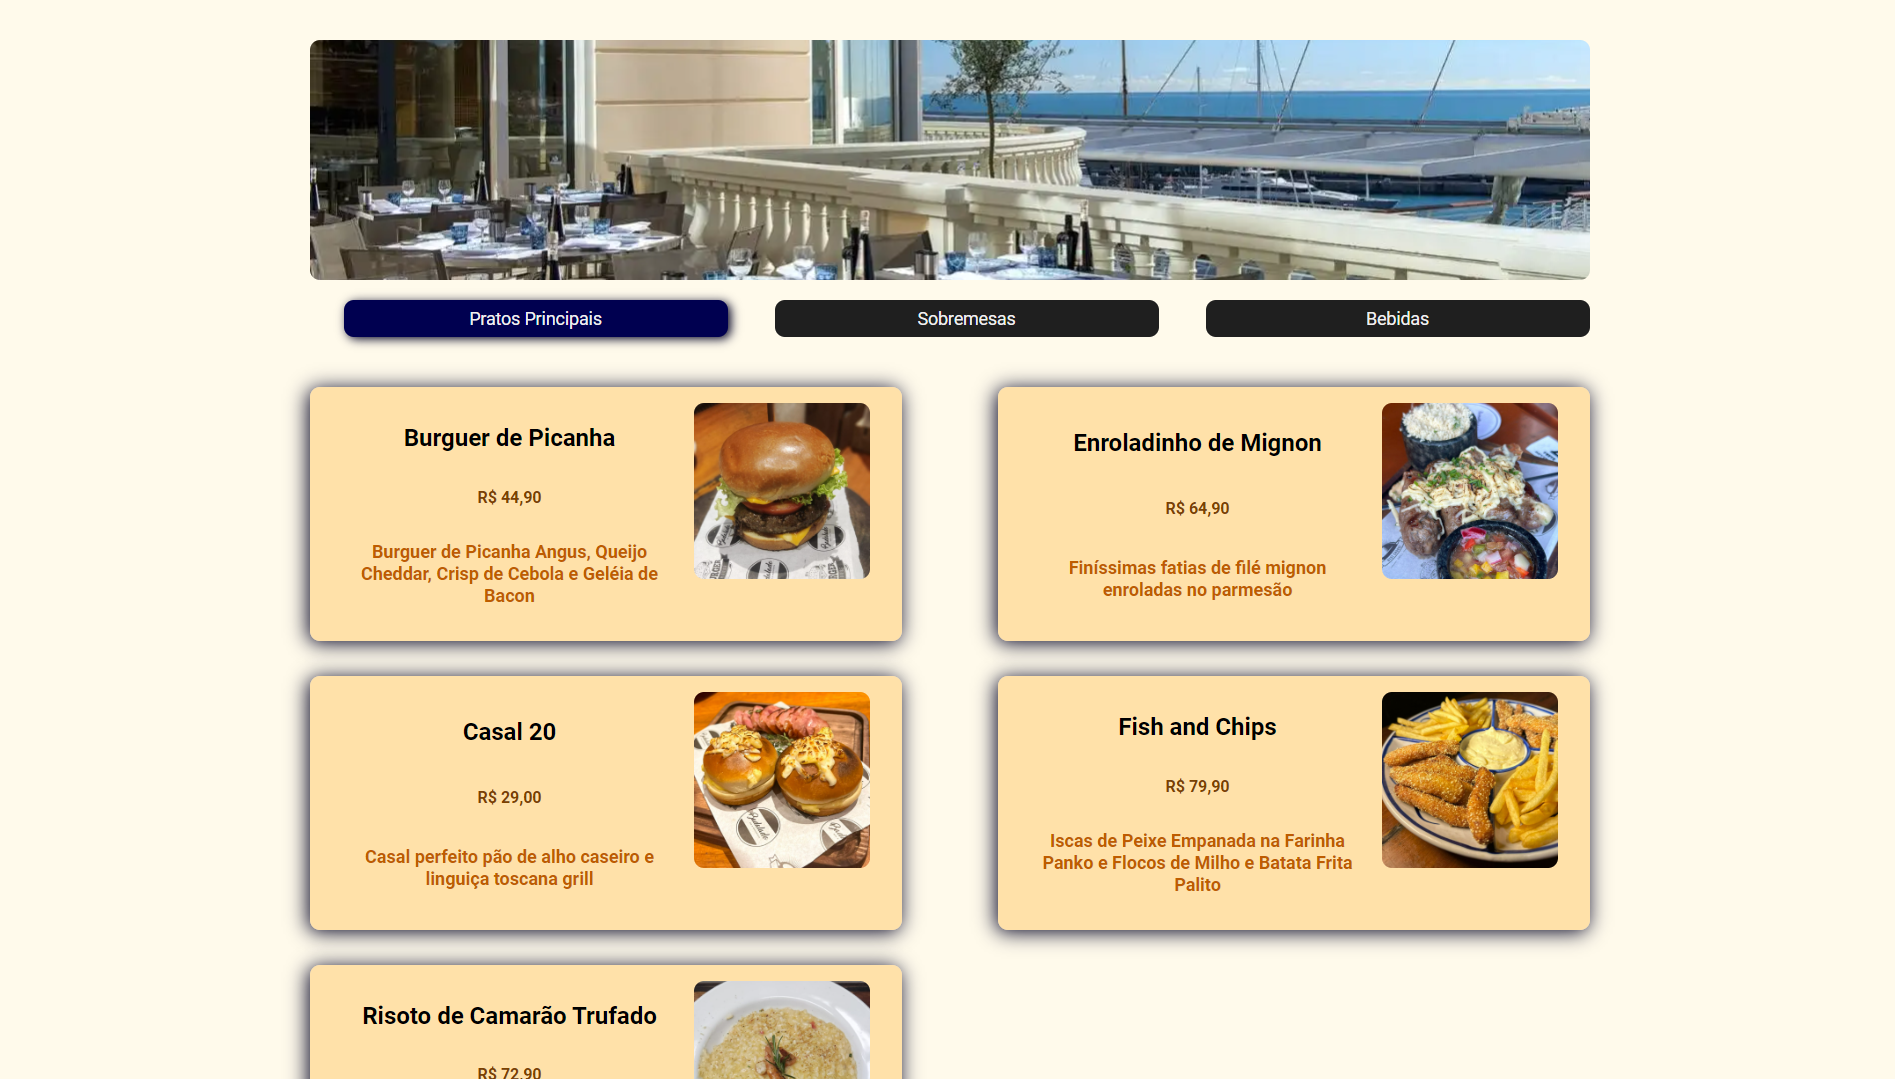 Pratos Principais
Sobremesas
Bebidas
Burguer de Picanha
R$ 44,90
Burguer de Picanha Angus, Queijo
Cheddar, Crisp de Cebola e Geléia de
Bacon
Enroladinho de Mignon
R$ 64,90
Finíssimas fatias de filé mignon
enroladas no parmesão
Casal 20
R$ 29,00
Casal perfeito pão de alho caseiro e
linguiça toscana grill
Fish and Chips
R$ 79,90
Iscas de Peixe Empanada na Farinha
Panko e Flocos de Milho e Batata Frita
Palito
Risoto de Camarão Trufado
R$ 72,90